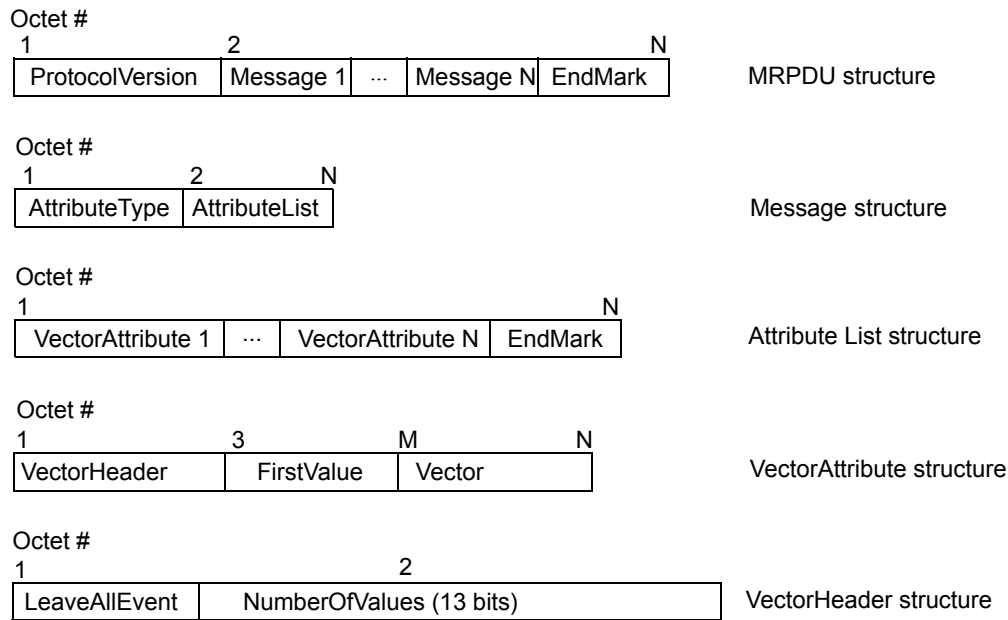 Octet #
1 2 N
ProtocolVersion Message 1 ... Message N EndMark MRPDU structure
Octet #
1 2 N
AttributeType AttributeList Message structure
Octet #
1 N
VectorAttribute 1 ... VectorAttribute N EndMark Attribute List structure
Octet #
1 3 M N
VectorHeader FirstValue Vector VectorAttribute structure
Octet #
1 2
LeaveAllEvent NumberOfValues (13 bits) VectorHeader structure